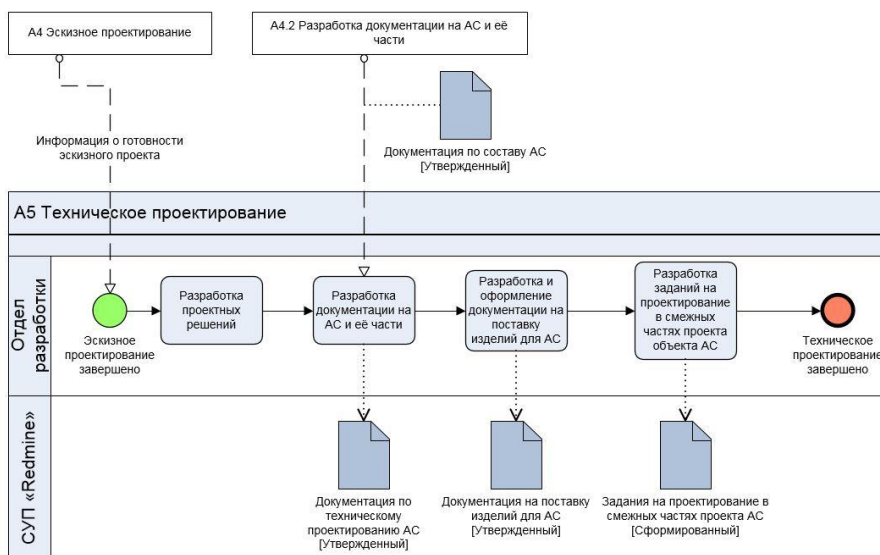 А4 Эскизное проектирование
А4.2 Разработка документации на АС и её
части
Информация о готовности
эскизного проекта
Документация по составу АС
[Утвержденный]
А5 Техническое проектирование
Отдел
разработки
Эскизное
проектирование
завершено
Разработка
проектных
решений
Разработка
документации на
АС и её части
Разработка и
оформление
документации на
поставку
изделий для АС
Разработка
заданий на
проектирование
в смежных
частях проекта
объекта АС
Техническое
проектирование
завершено
СУП «Redmine»
Документация по
техническому
проектированию АС
[Утвержденный]
Документация на поставку
изделий для АС
[Утвержденный]
Задания на проектирование в
смежных частях проекта АС
[Сформированный]